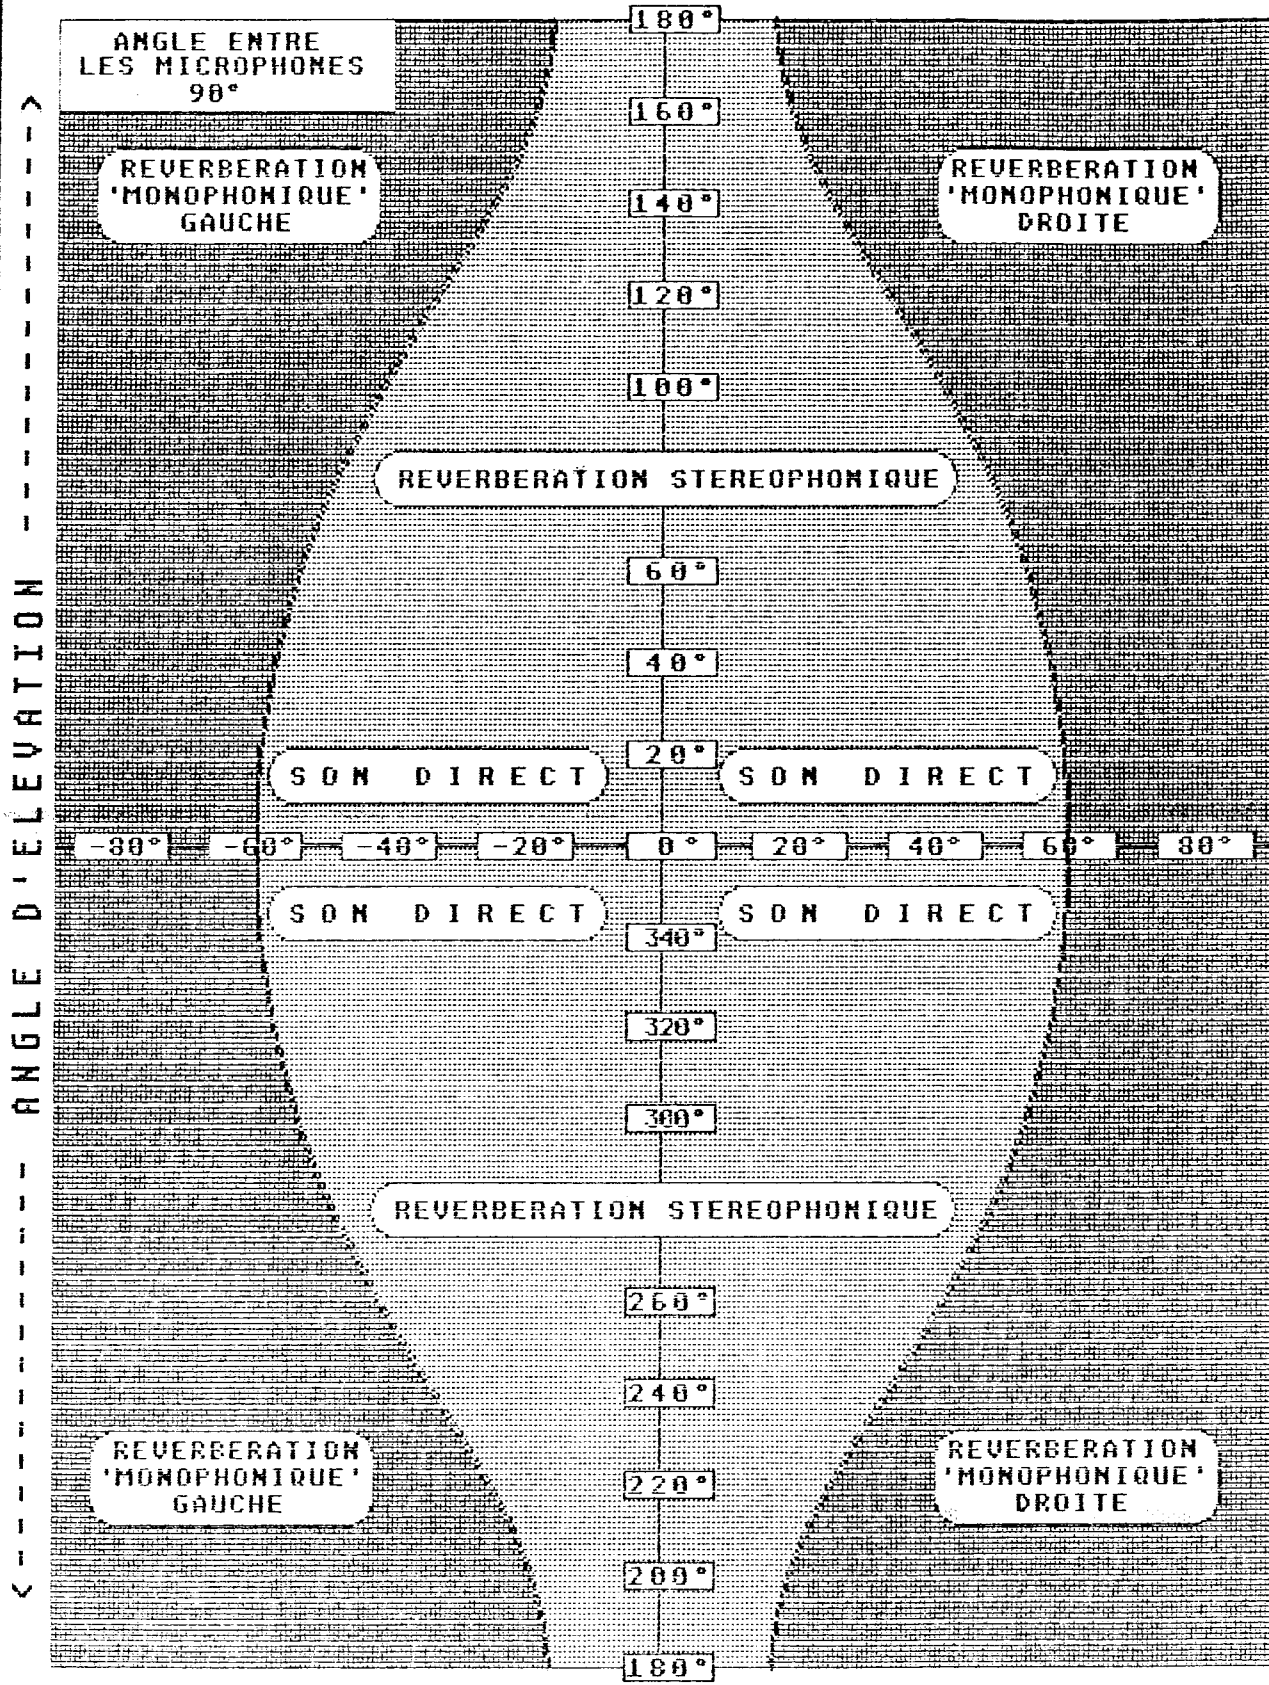 180°
ANGLE ENTRE
LES MICROPHONES
90°
160°
REVERBERATION
'MONOPHONIQUE'
GAUCHE
REVERBERATION
'MONOPHONIQUE'
DROITE
140°
120°
100°
REVERBERATION STEREOPHONIQUE
60°
40°
20°
SON DIRECT
SON DIRECT
-80° -60° -40° -20° 0° 20° 40° 60° 80°
SON DIRECT
SON DIRECT
340°
320°
300°
REVERBERATION STEREOPHONIQUE
260°
240°
REVERBERATION
'MONOPHONIQUE'
GAUCHE
REVERBERATION
'MONOPHONIQUE'
DROITE
220°
200°
180°
<- - - - - - - ANGLE D'ELEVATION - - - - - - ->